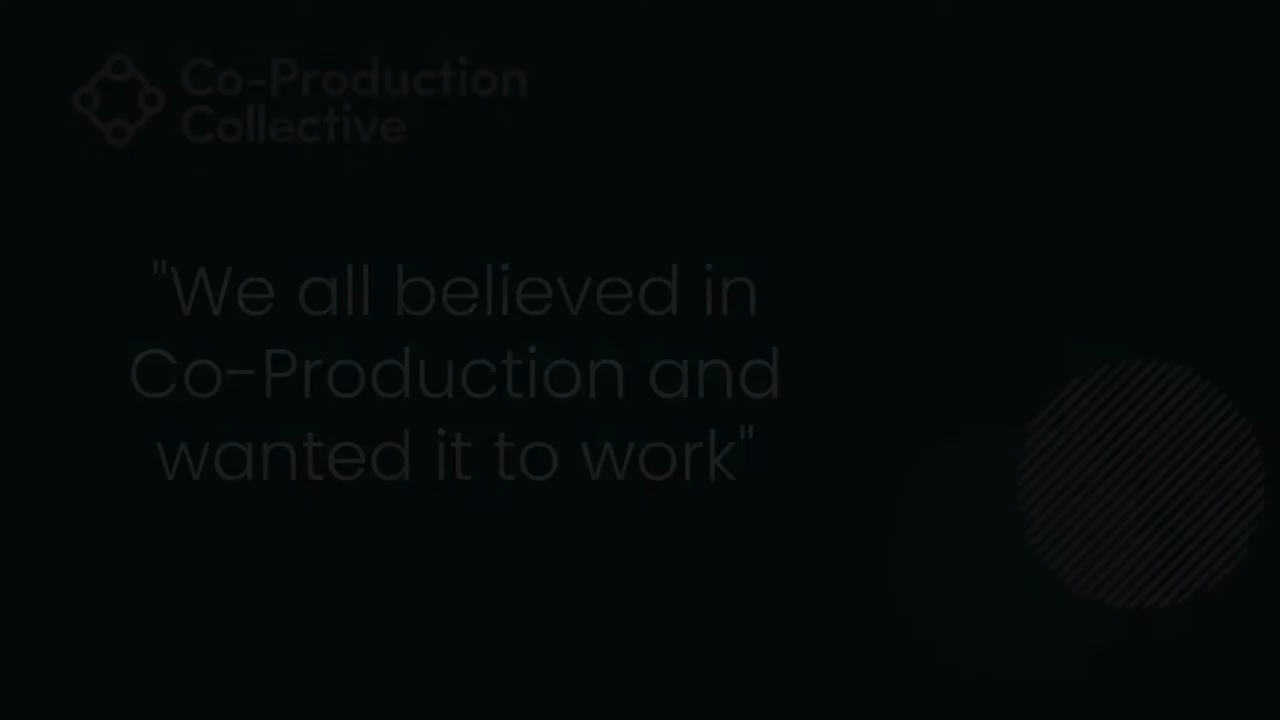 Co-Production
Collective
"We all believed in
Co-Production and
wanted it to work"